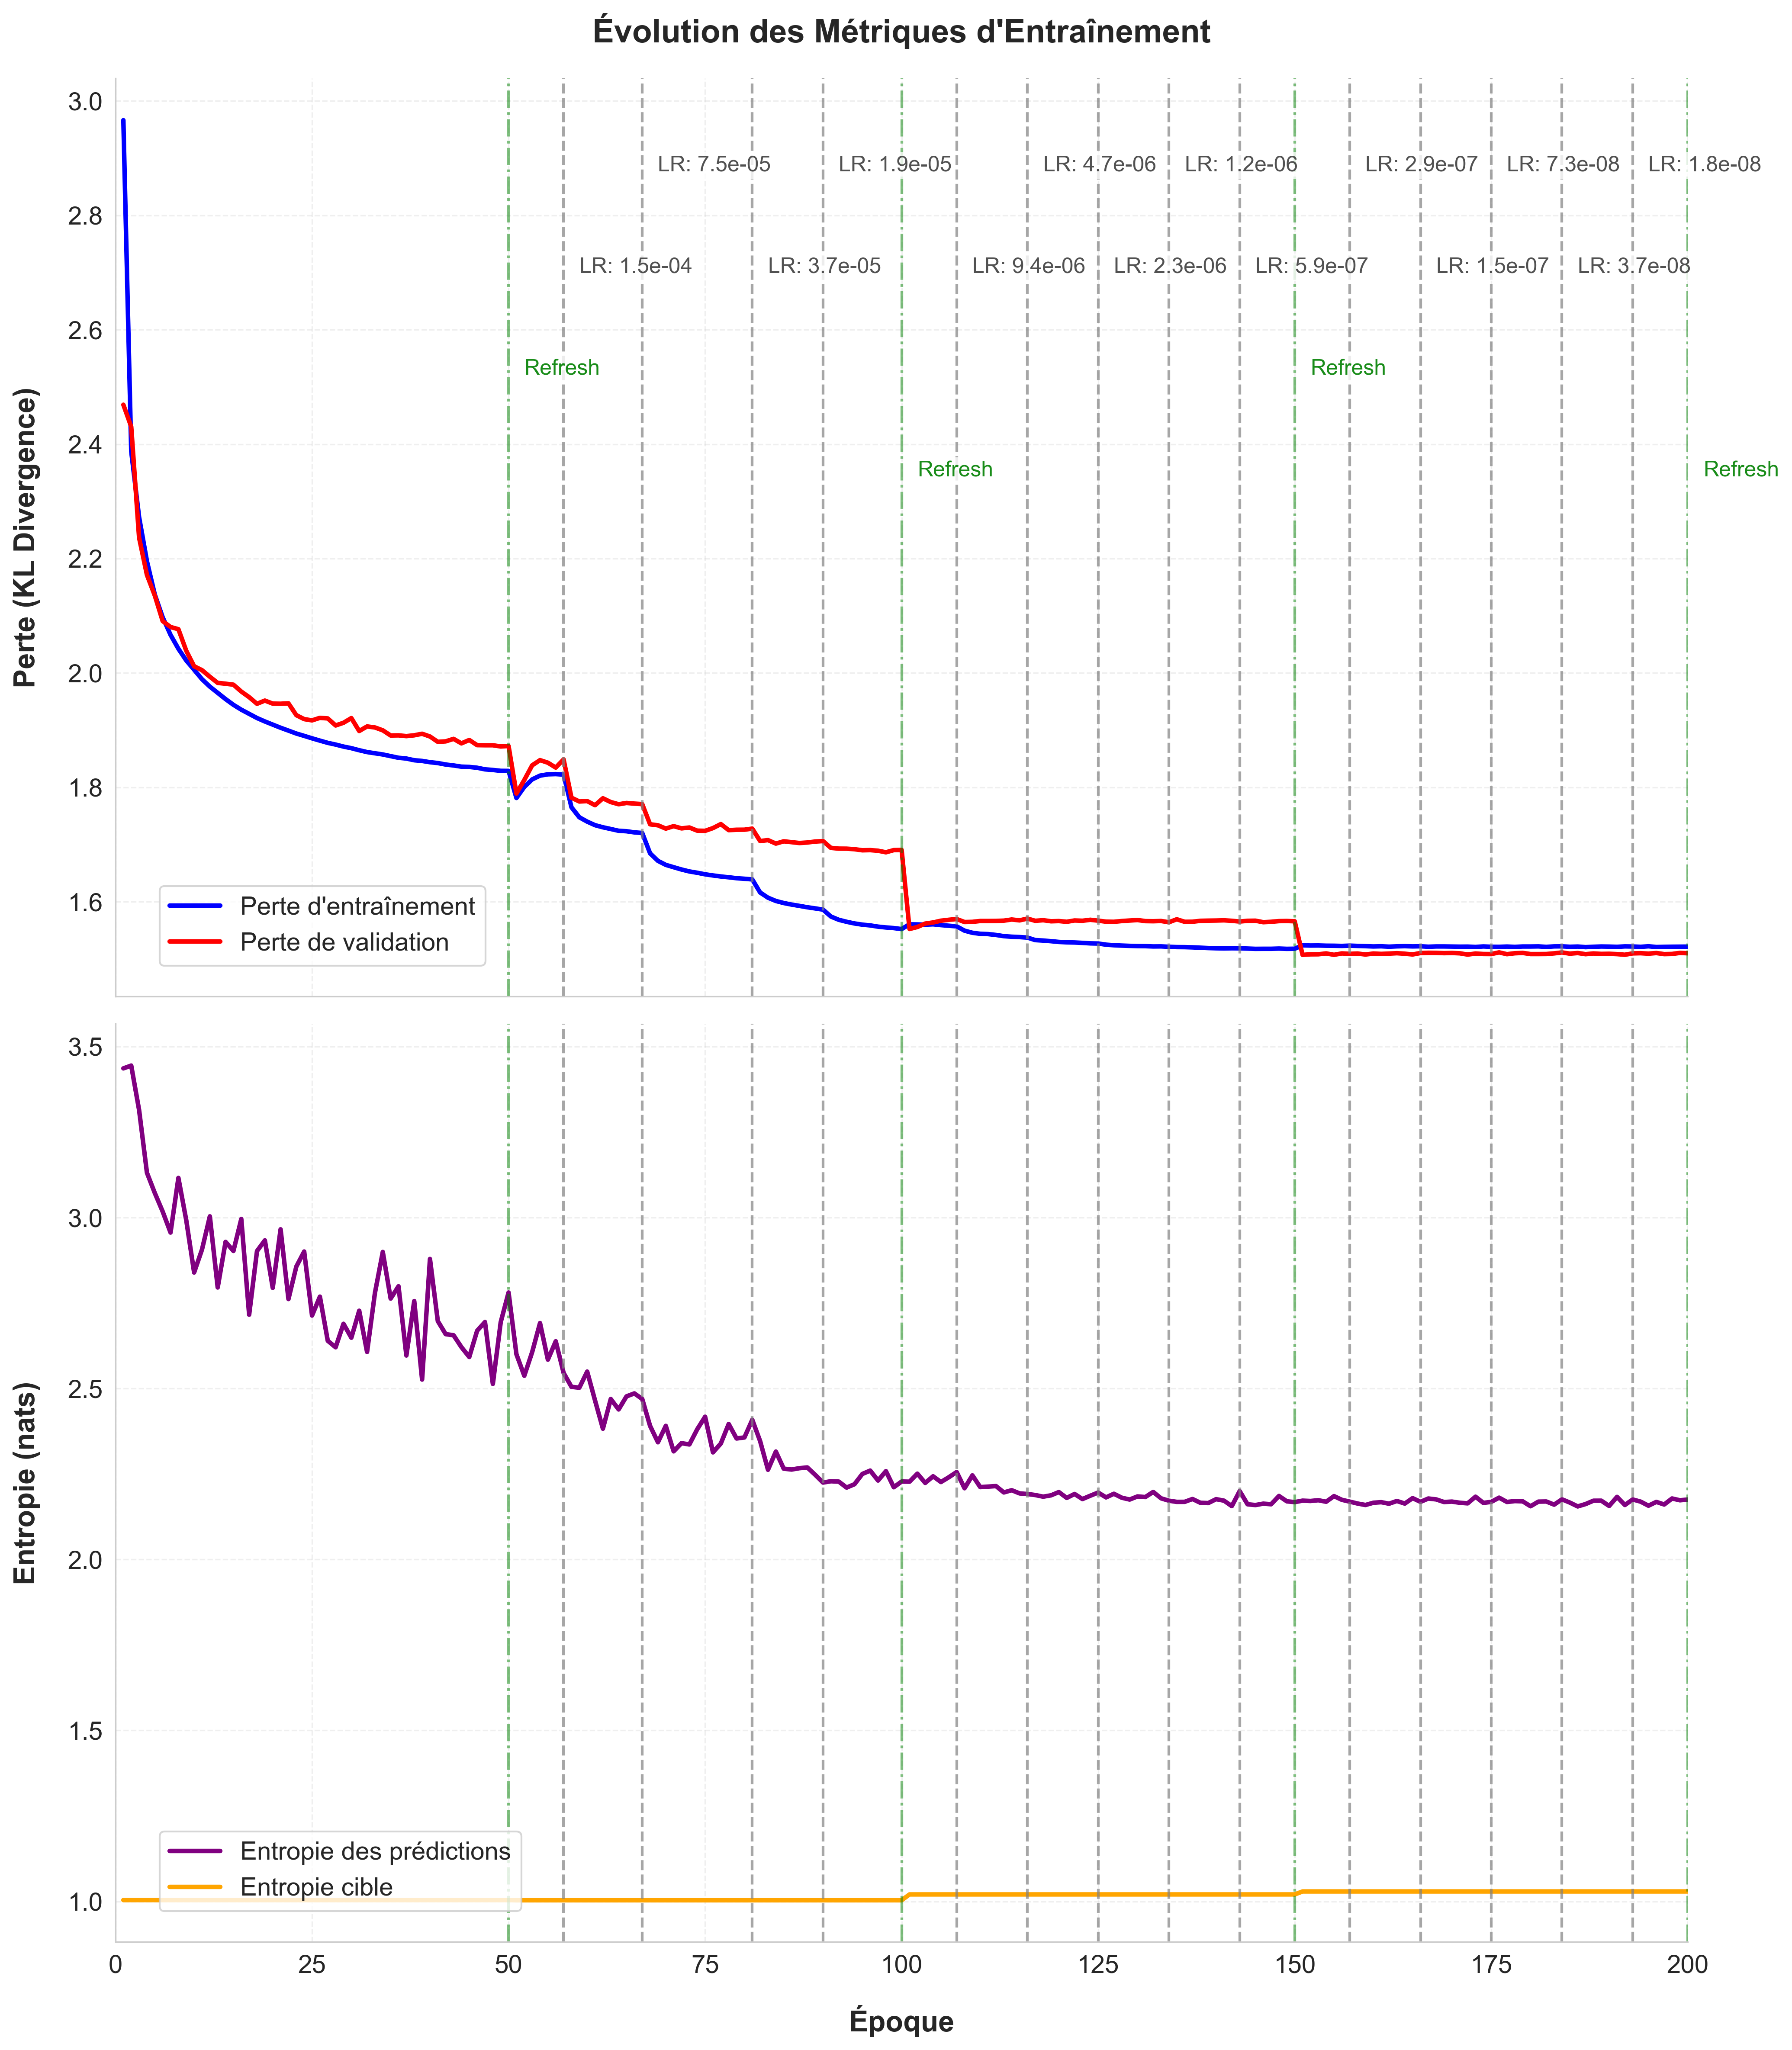 Évolution des Métriques d'Entraînement
3.0
LR: 7.5e-05
LR: 1.9e-05
LR: 4.7e-06
LR: 1.2e-06
LR: 2.9e-07
LR: 7.3e-08
LR: 1.8e-08
2.8
LR: 1.5e-04
LR: 3.7e-05
LR: 9.4e-06
LR: 2.3e-06
LR: 5.9e-07
LR: 1.5e-07
LR: 3.7e-08
2.6
Refresh
Refresh
Refresh
Refresh
2.4
2.2
2.0
1.8
1.6
Perte (KL Divergence)
Perte d'entraînement
Perte de validation
3.5
3.0
2.5
2.0
1.5
1.0
Entropie (nats)
Entropie des prédictions
Entropie cible
0
25
50
75
100
125
150
175
200
Époque